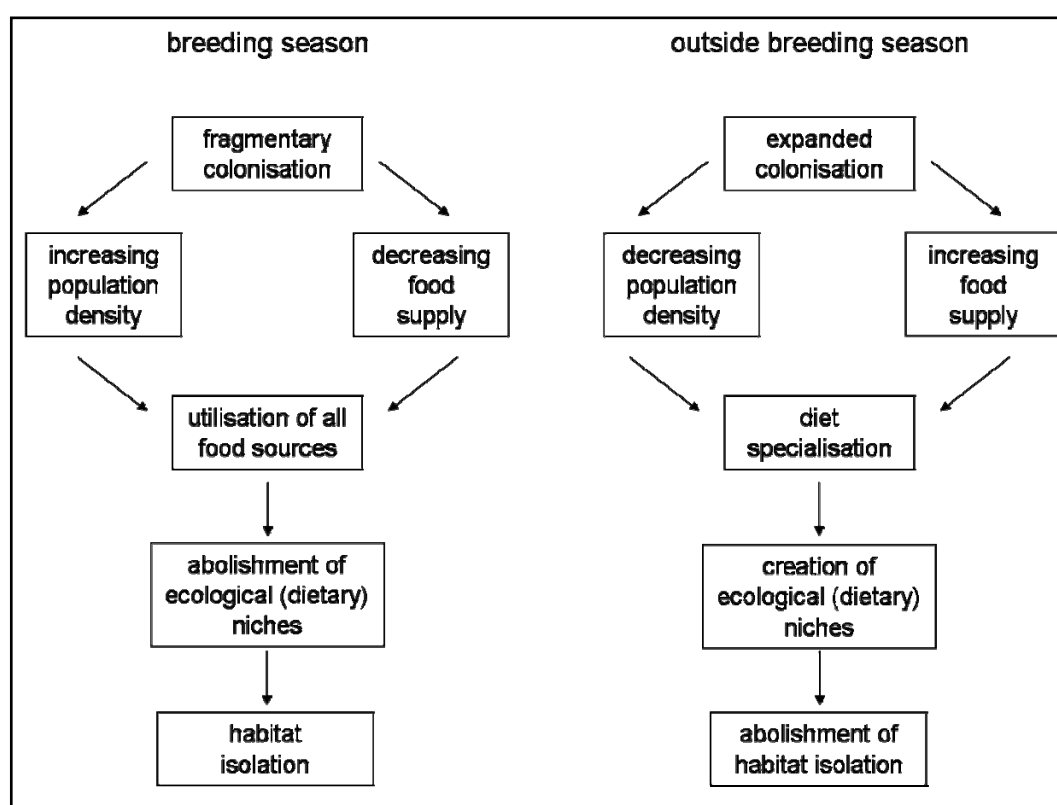 breeding season
fragmentary
colonisation
increasing
population
density
decreasing
food
supply
utilisation of all
food sources
abolishment of
ecological (dietary)
niches
habitat
isolation
outside breeding season
expanded
colonisation
decreasing
population
density
increasing
food
supply
diet
specialisation
creation of
ecological (dietary)
niches
abolishment of
habitat isolation